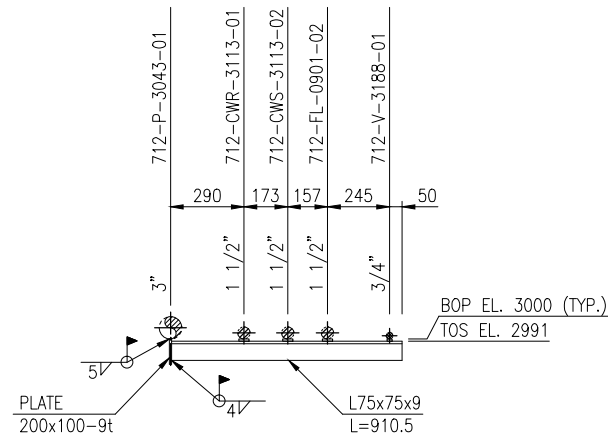 712-P-3043-01
712-CWR-3113-01
712-CWS-3113-02
712-FL-0901-02
712-V-3188-01
290
173
157
245
50
3"
1 1/2"
1 1/2"
1 1/2"
3/4"
BOP EL. 3000 (TYP.)
TOS EL. 2991
5
4
PLATE
200x100-9t
L75x75x9
L=910.5